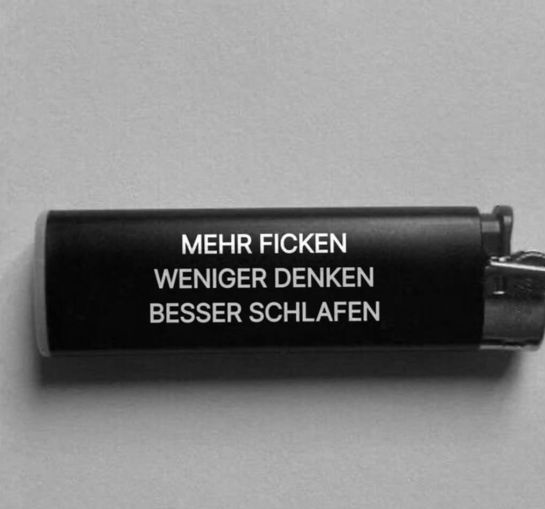 MEHR FICKEN
WENIGER DENKEN
BESSER SCHLAFEN